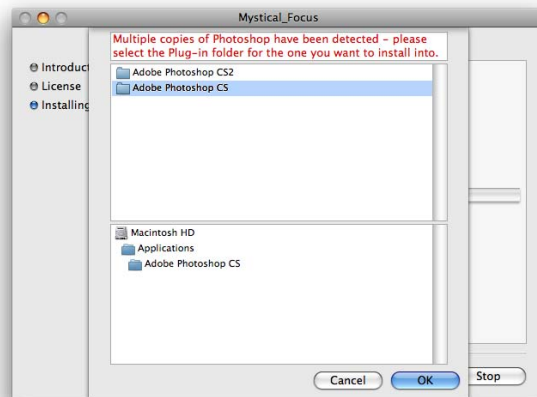 Mystical_Focus
Multiple copies of Photoshop have been detected – please
select the Plug-in folder for the one you want to install into.
Introduct
License
Installing
Adobe Photoshop CS2
Adobe Photoshop CS
Macintosh HD
Applications
Adobe Photoshop CS
Cancel
OK
Stop